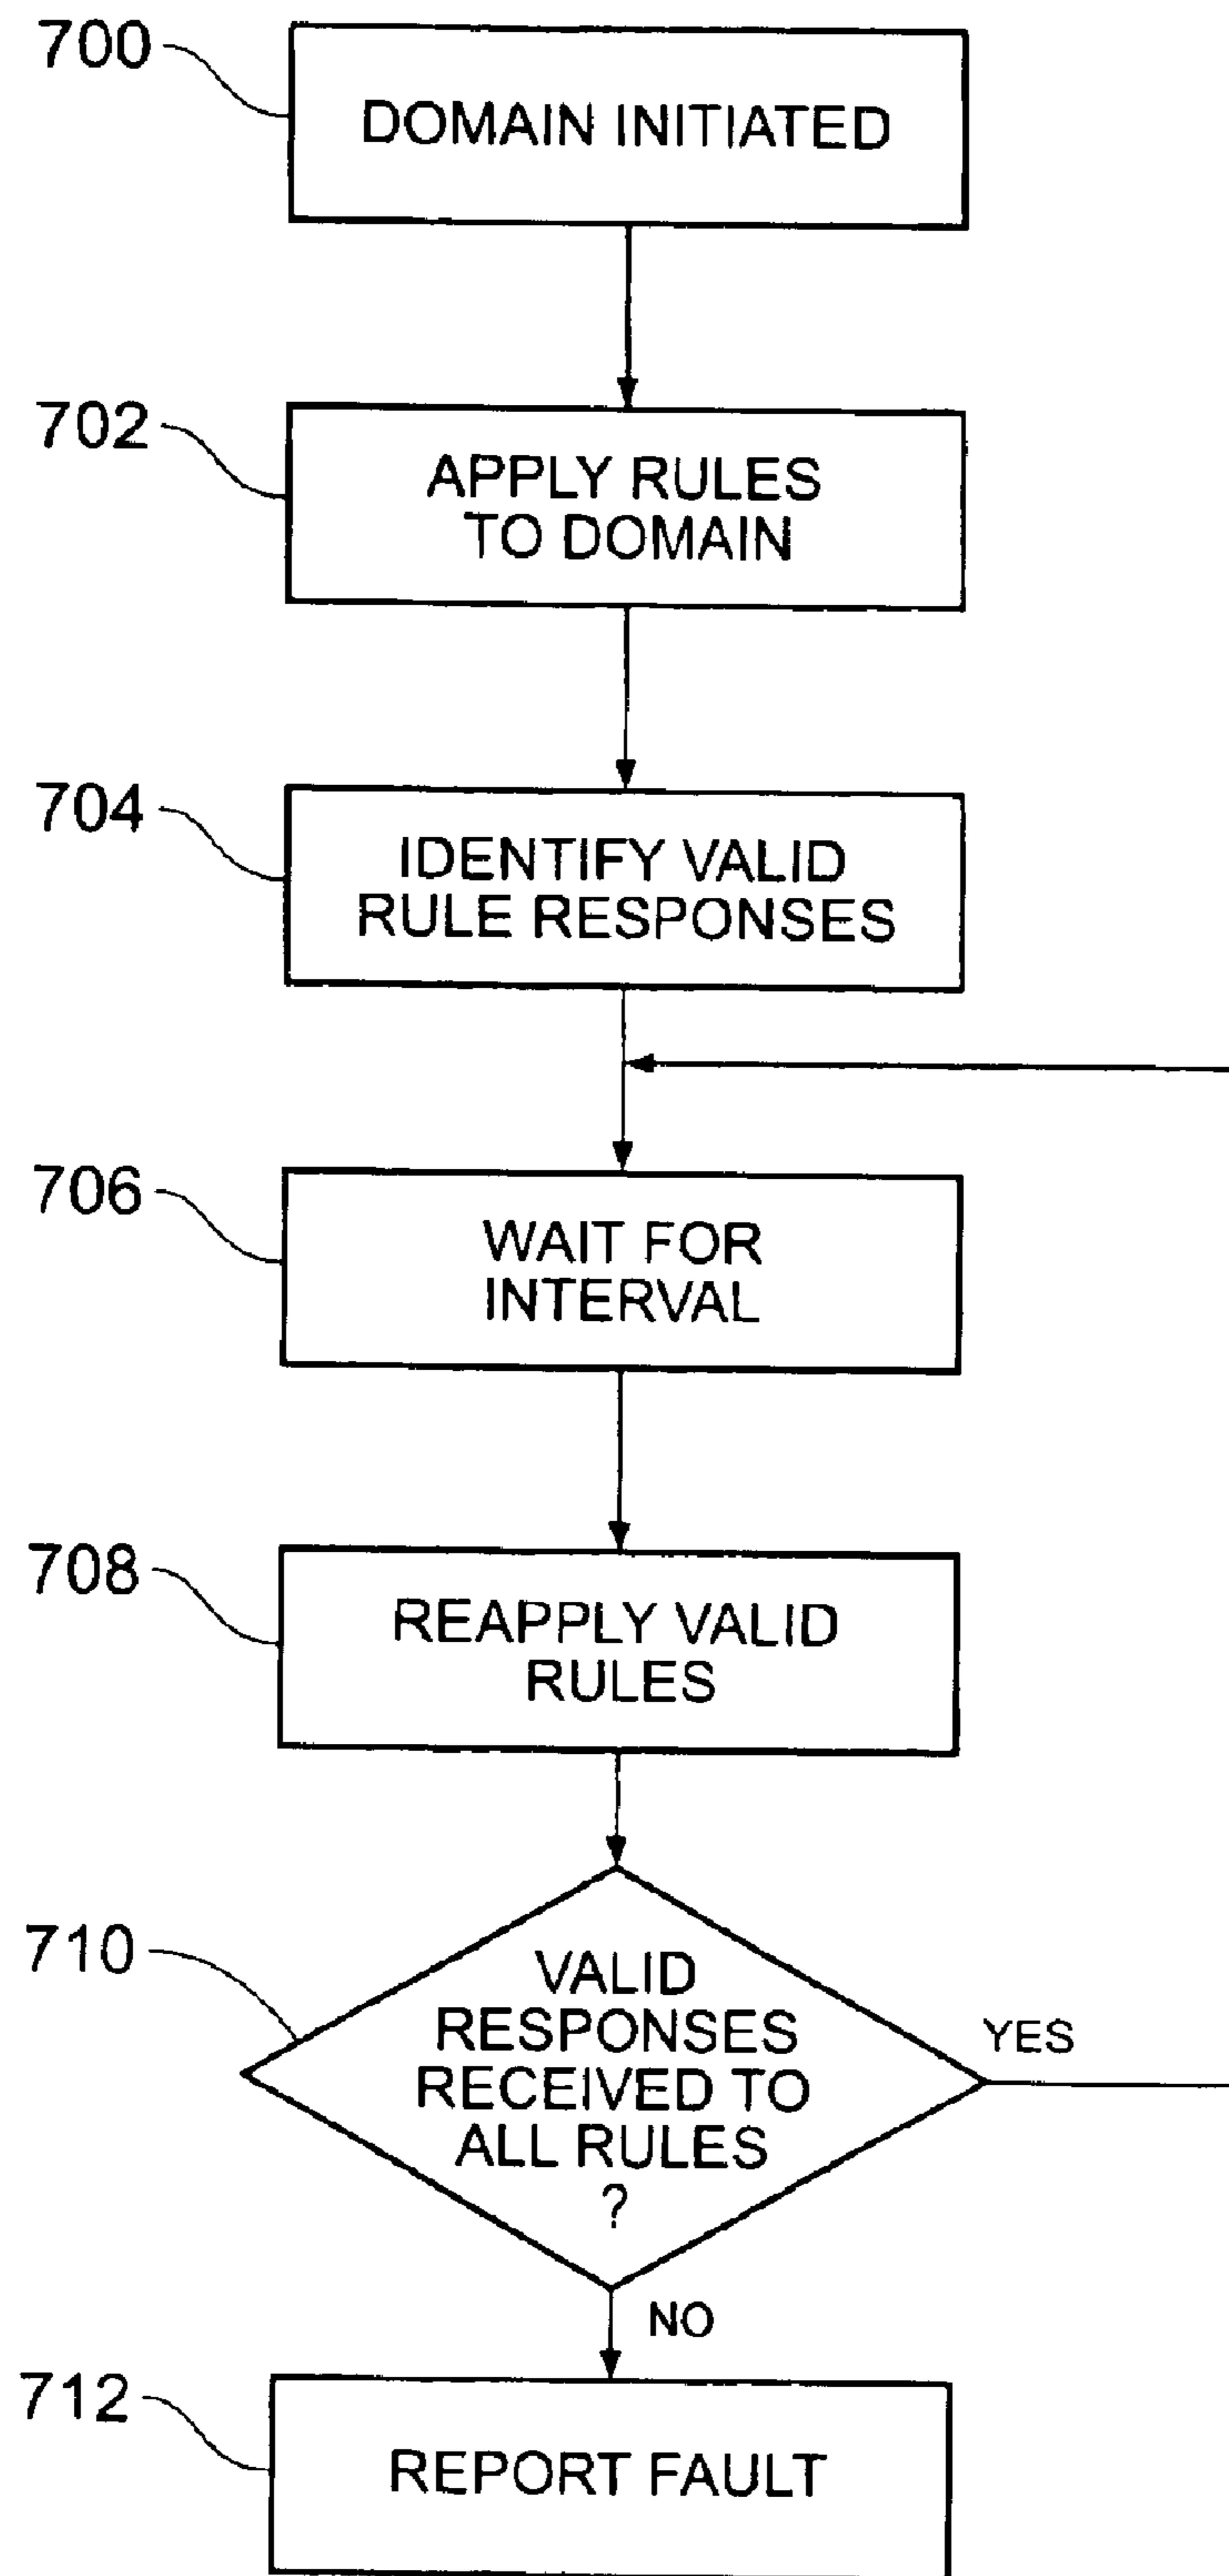 700
DOMAIN INITIATED
702
APPLY RULES
TO DOMAIN
704
IDENTIFY VALID
RULE RESPONSES
706
WAIT FOR
INTERVAL
708
REAPPLY VALID
RULES
710
VALID
RESPONSES
RECEIVED TO
ALL RULES
?
YES
NO
712
REPORT FAULT